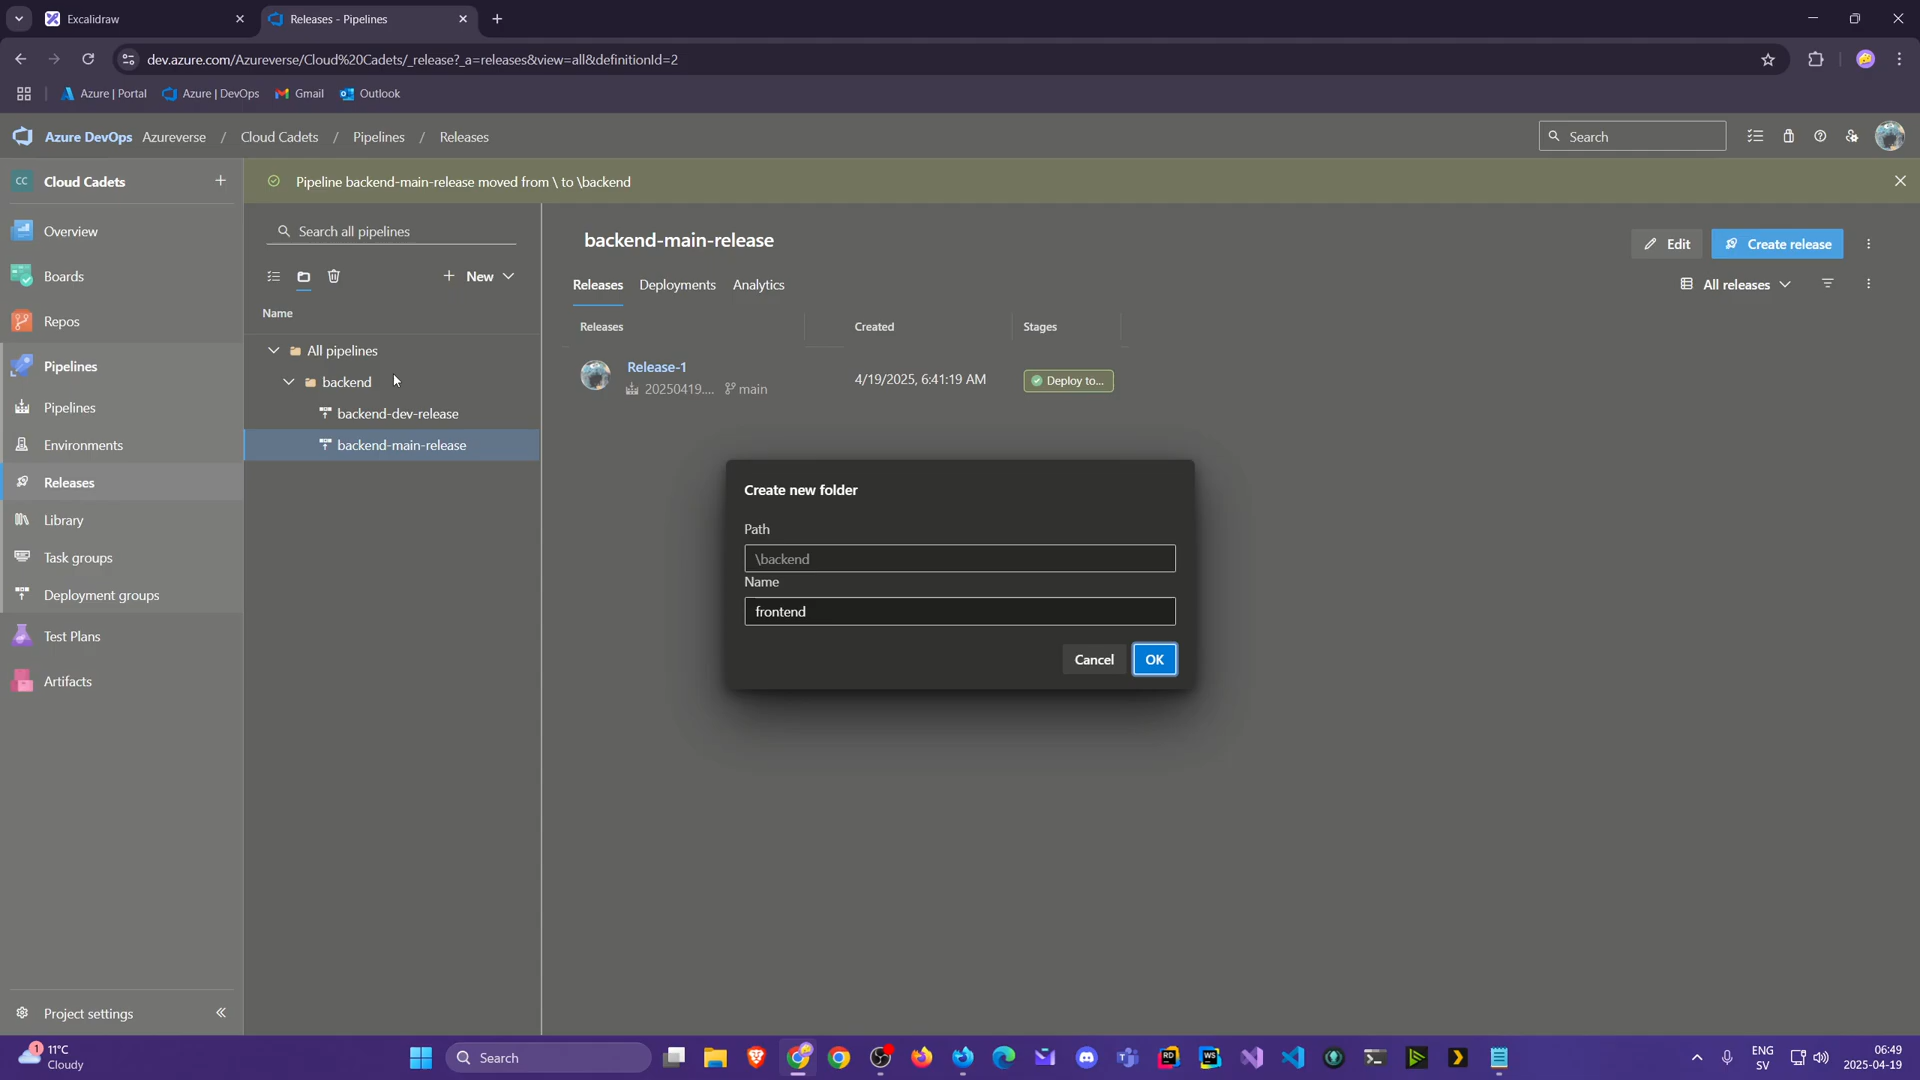 Excalidraw
Releases - Pipelines
dev.azure.com/Azureverse/Cloud%20Cadets/_release?_a=releases&view=all&definitionId=2
Azure | Portal
Azure | DevOps
Gmail
Outlook
Azure DevOps Azureverse / Cloud Cadets / Pipelines / Releases
Search
CC Cloud Cadets
Pipeline backend-main-release moved from \ to \backend
Overview
Boards
Repos
Pipelines
Pipelines
Environments
Releases
Library
Task groups
Deployment groups
Test Plans
Artifacts
Project settings
Search all pipelines
New
Name
All pipelines
backend
backend-dev-release
backend-main-release
backend-main-release
Edit
Create release
Releases Deployments Analytics
All releases
Releases Created Stages
Release-1
20250419.... main
4/19/2025, 6:41:19 AM
Deploy to...
Create new folder
Path
\backend
Name
frontend
Cancel
OK
1
11°C
Cloudy
Search
RD
WS
ENG
SV
06:49
2025-04-19